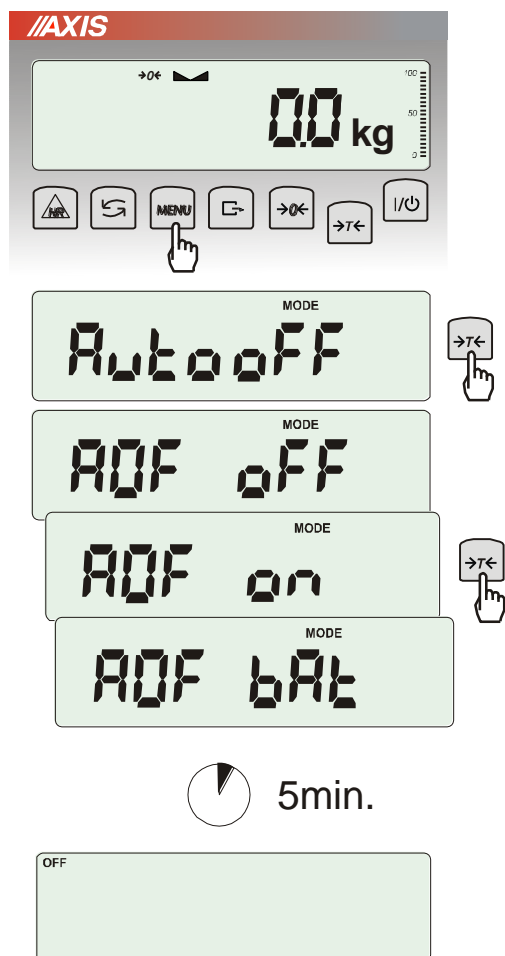 //AXIS
→0←
100
50
0
0.0 kg
HR
MENU
→0←
→T←
I/⏻
MODE
AutooFF
→T←
MODE
AOF oFF
MODE
AOF on
→T←
MODE
AOF bAt
5min.
OFF